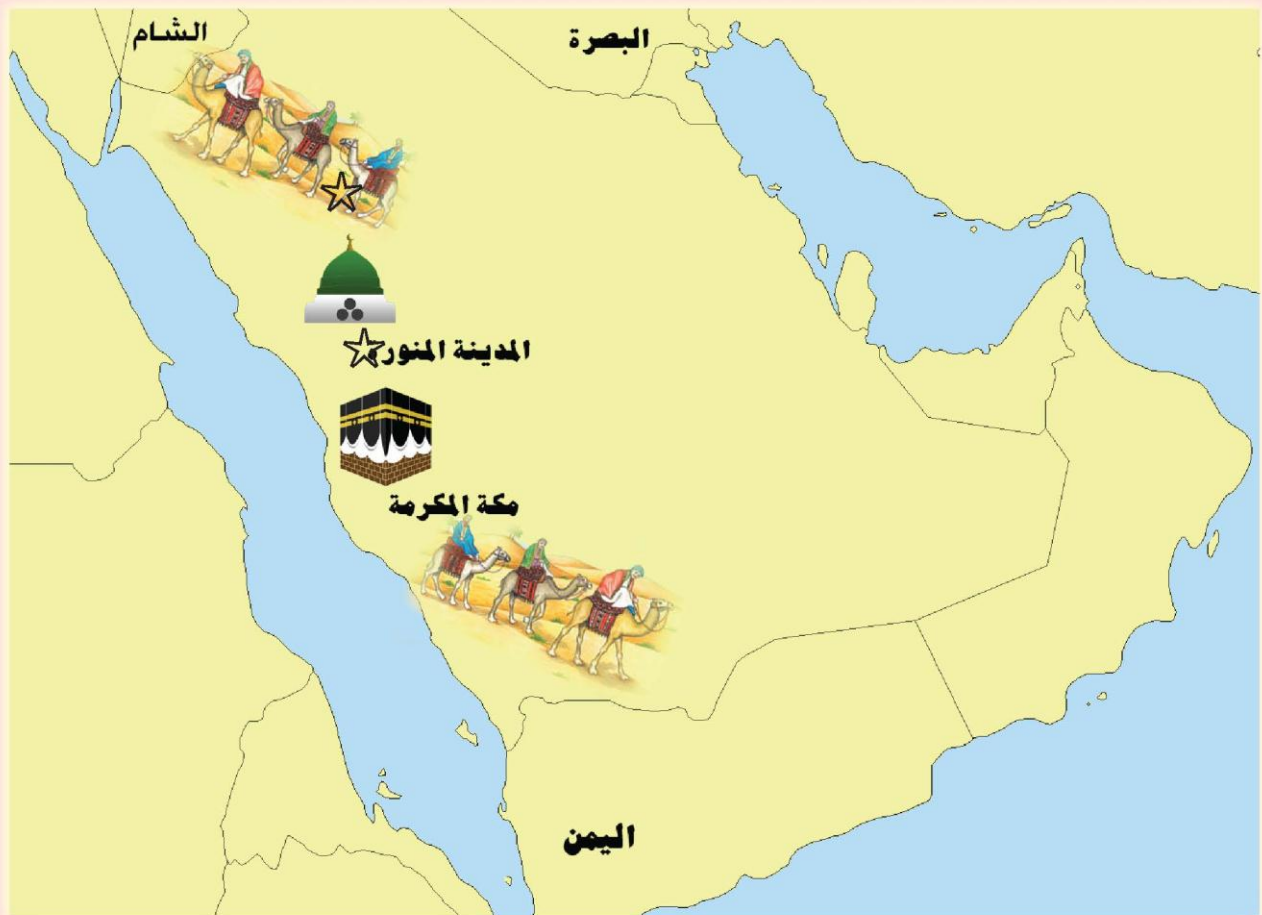 الشام
البصرة
المدينة المنورة
مكة المكرمة
اليمن